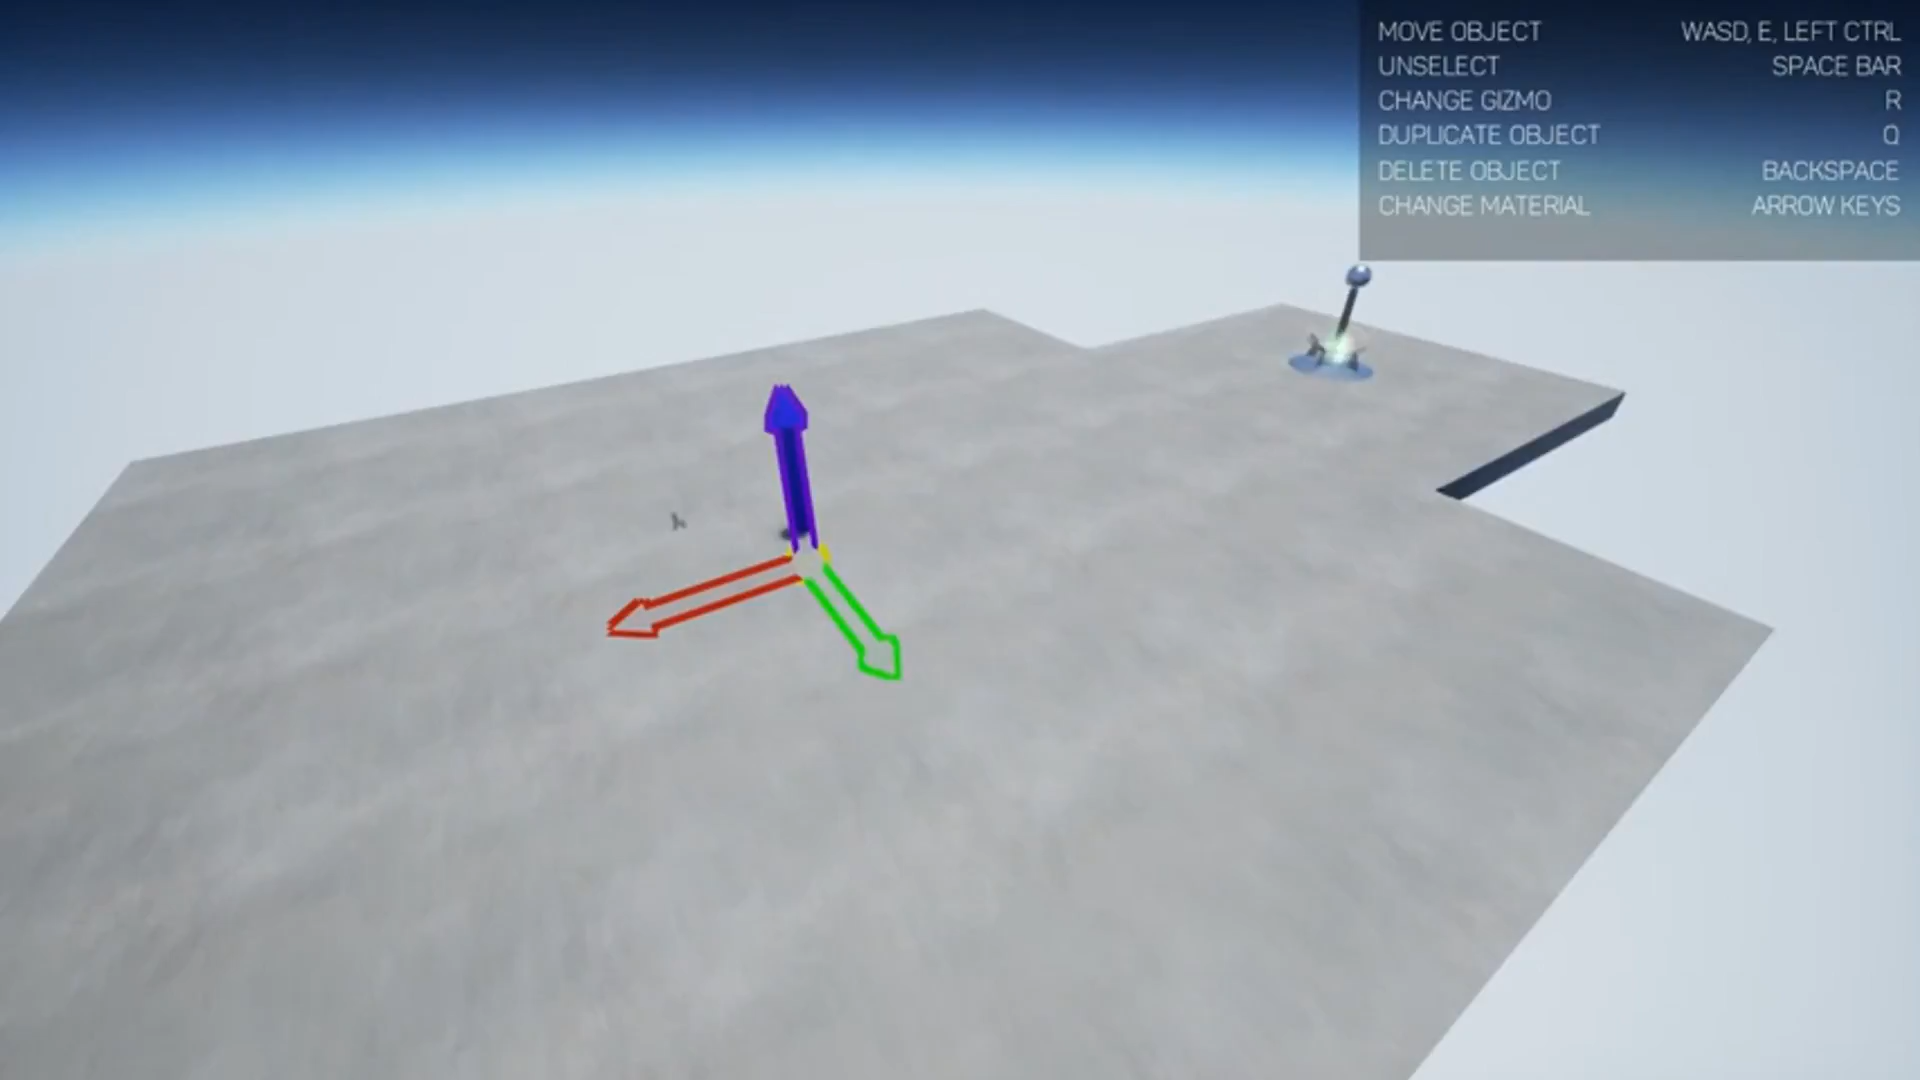 MOVE OBJECT WASD, E, LEFT CTRL
UNSELECT SPACE BAR
CHANGE GIZMO R
DUPLICATE OBJECT Q
DELETE OBJECT BACKSPACE
CHANGE MATERIAL ARROW KEYS